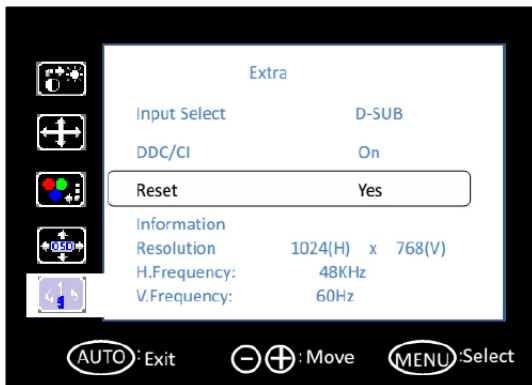 Extra
Input Select D-SUB
DDC/CI On
Reset Yes
Information
Resolution 1024(H) x 768(V)
H.Frequency: 48KHz
V.Frequency: 60Hz
OSD
AUTO : Exit - + : Move MENU :Select